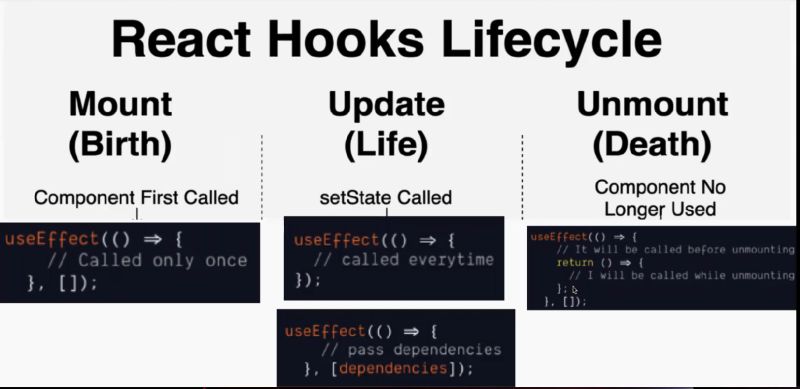 React Hooks Lifecycle
Mount
(Birth)
Component First Called
useEffect(() => {
// Called only once
}, []);
Update
(Life)
setState Called
useEffect(() => {
// called everytime
});
useEffect(() => {
// pass dependencies
}, [dependencies]);
Unmount
(Death)
Component No
Longer Used
useEffect(() => {
// It will be called before unmounting
return () => {
// I will be called while unmounting
};
}, []);